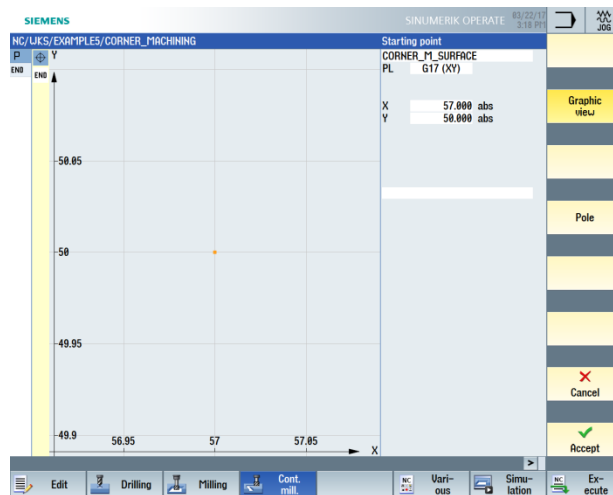 SIEMENS
SINUMERIK OPERATE 03/22/17 3:18 PM
JOG
NC/WKS/EXAMPLE5/CORNER_MACHINING
Starting point
P
END
END
Y
CORNER_M_SURFACE
PL G17 (XY)
X 57.000 abs
Y 50.000 abs
Graphic
view
50.05
50
49.95
49.9
56.95 57 57.05
X
Pole
Cancel
Accept
>
Edit
Drilling
Milling
Cont.
mill.
NC
Vari-
ous
Simu-
lation
NC
Ex-
ecute